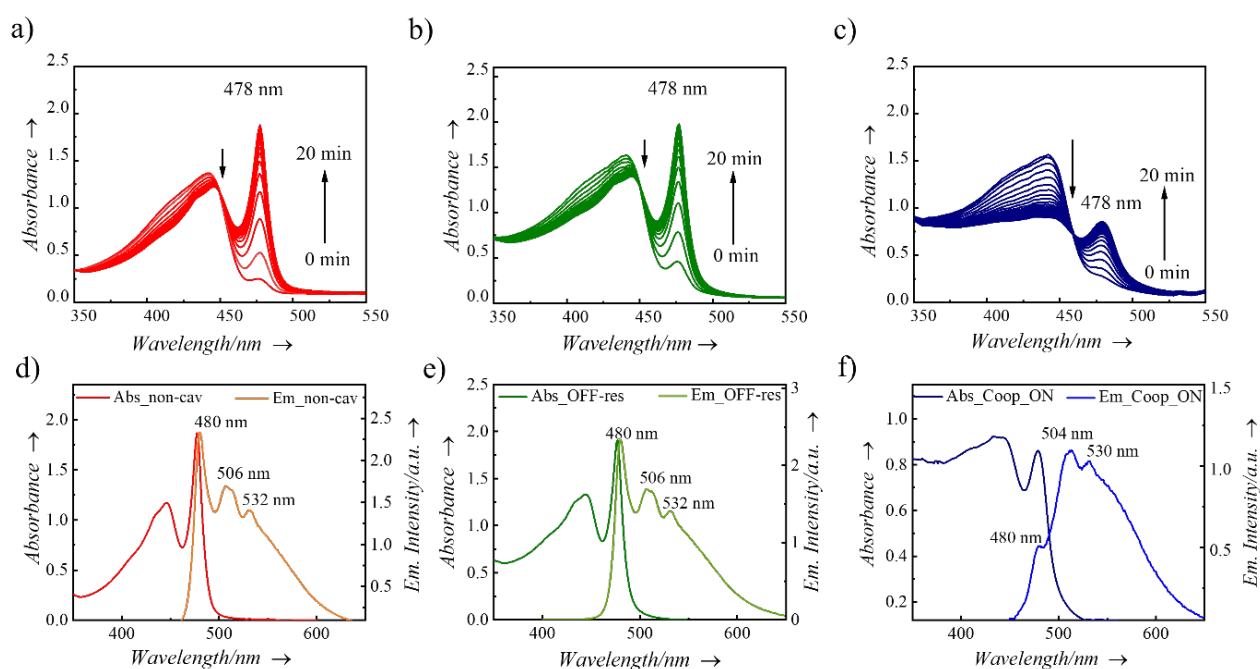 a)
b)
c)
2.5
2.0
1.5
1.0
0.5
0.0
350 400 450 500 550
Absorbance →
Wavelength/nm →
478 nm
20 min
0 min
2.5
2.0
1.5
1.0
0.5
0.0
350 400 450 500 550
Absorbance →
Wavelength/nm →
478 nm
20 min
0 min
2.5
2.0
1.5
1.0
0.5
0.0
350 400 450 500 550
Absorbance →
Wavelength/nm →
478 nm
20 min
0 min
d)
e)
f)
Abs_non-cav
Em_non-cav
480 nm
506 nm
532 nm
2.0
1.5
1.0
0.5
0.0
2.5
2.0
1.5
1.0
0.5
400 500 600
Absorbance →
Em. Intensity/a.u. →
Wavelength/nm →
Abs_OFF-res
Em_OFF-res
480 nm
506 nm
532 nm
2.0
1.5
1.0
0.5
0.0
3
2
1
0
400 500 600
Absorbance →
Em. Intensity/a.u. →
Wavelength/nm →
Abs_Coop_ON
Em_Coop_ON
504 nm
530 nm
480 nm
1.0
0.8
0.6
0.4
0.2
1.5
1.0
0.5
400 500 600
Absorbance →
Em. Intensity/a.u. →
Wavelength/nm →